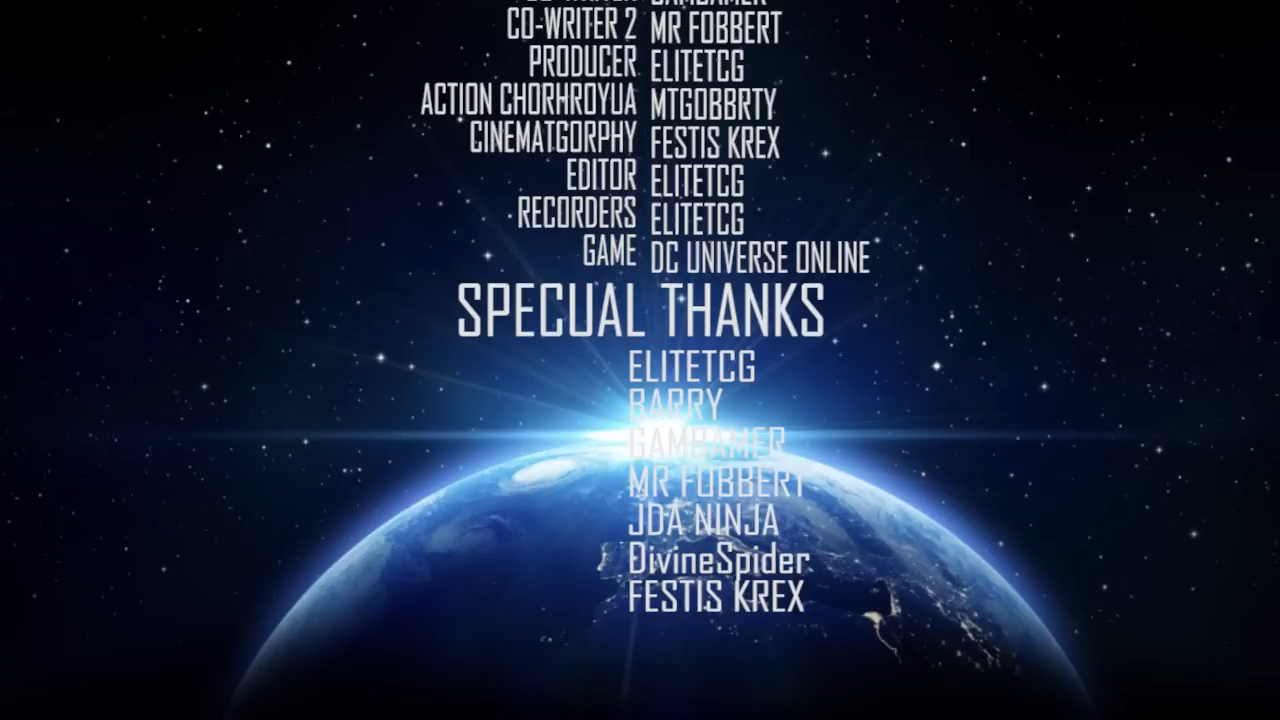 CO-WRITER 2 MR FOBBERT
PRODUCER ELITETCG
ACTION CHORHROYUA MTGOBBRTY
CINEMATGORPHY FESTIS KREX
EDITOR ELITETCG
RECORDERS ELITETCG
GAME DC UNIVERSE ONLINE
SPECUAL THANKS
ELITETCG
BARRY
GAMBAMER
MR FOBBERT
JDA NINJA
ÐivineSpider
FESTIS KREX